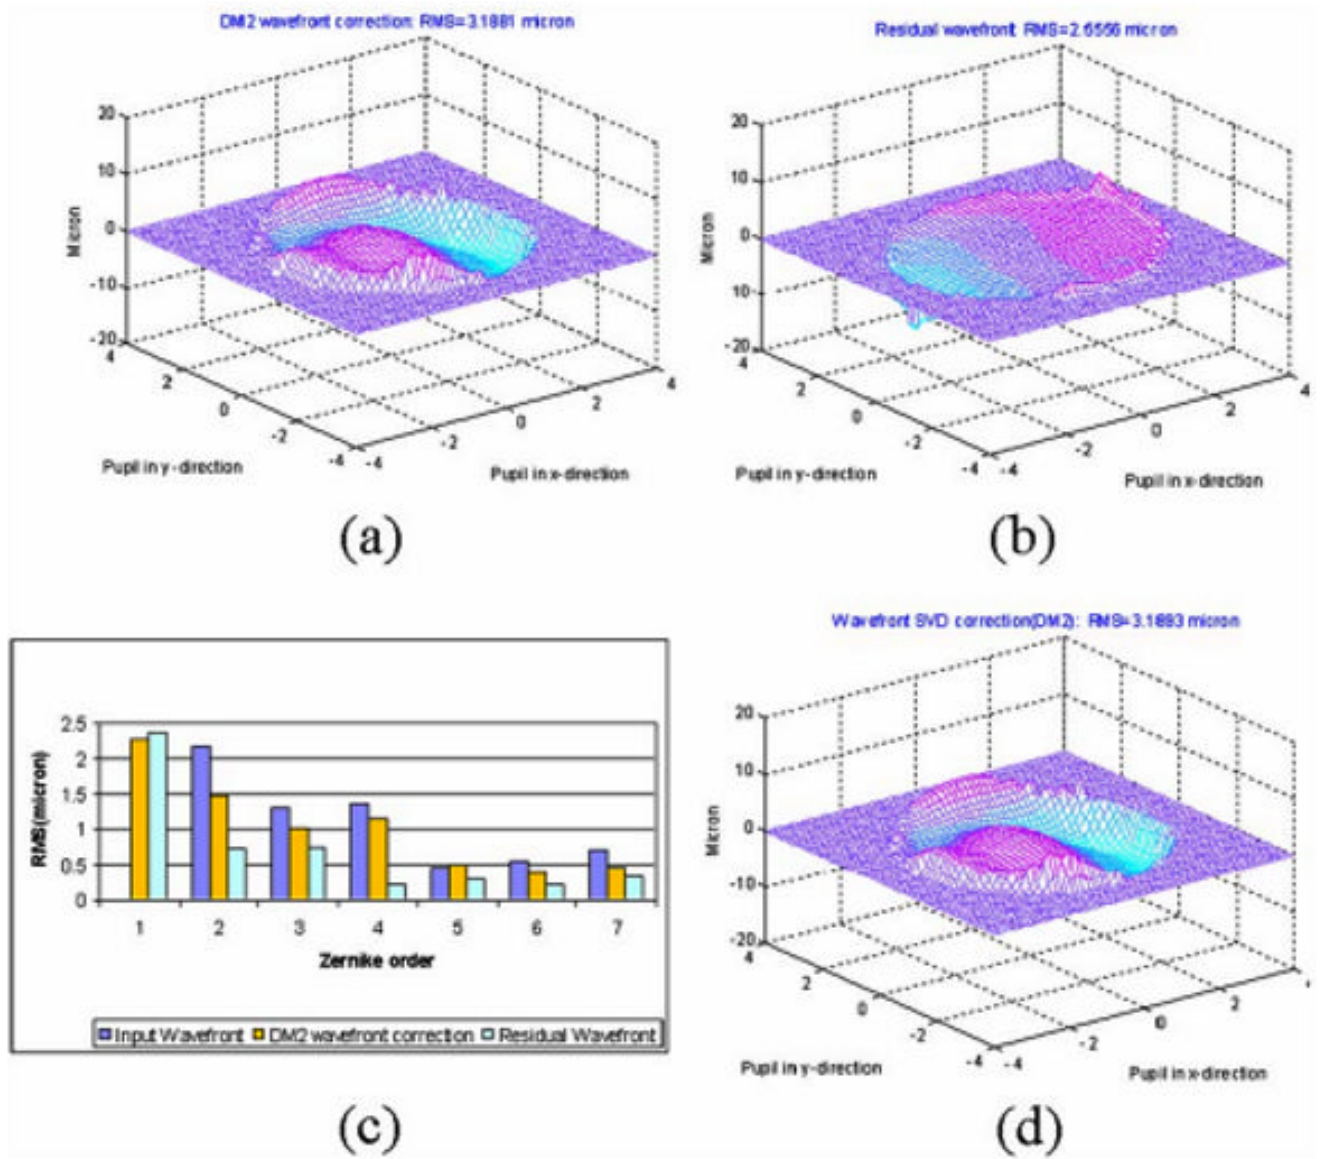 DM2 wavefront correction: RMS=3.1881 micron
20
10
0
-10
-20
Micron
4
2
0
-2
-4
-4
-2
0
2
4
Pupil in y-direction
Pupil in x-direction
(a)
Residual wavefront: RMS=2.6556 micron
20
10
0
10
-20
Micron
4
2
0
-2
-4
-4
-2
0
2
4
Pupil in y-direction
Pupil in x-direction
(b)
2.5
2
1.5
1
0.5
0
RMS(micron)
1 2 3 4 5 6 7
Zernike order
Input Wavefront DM2 wavefront correction Residual Wavefront
(c)
Wavefront SVD correction(DM2): RMS=3.1893 micron
20
10
0
-10
-20
Micron
4
2
0
-2
-4
-4
-2
0
2
Pupil in y-direction
Pupil in x-direction
(d)